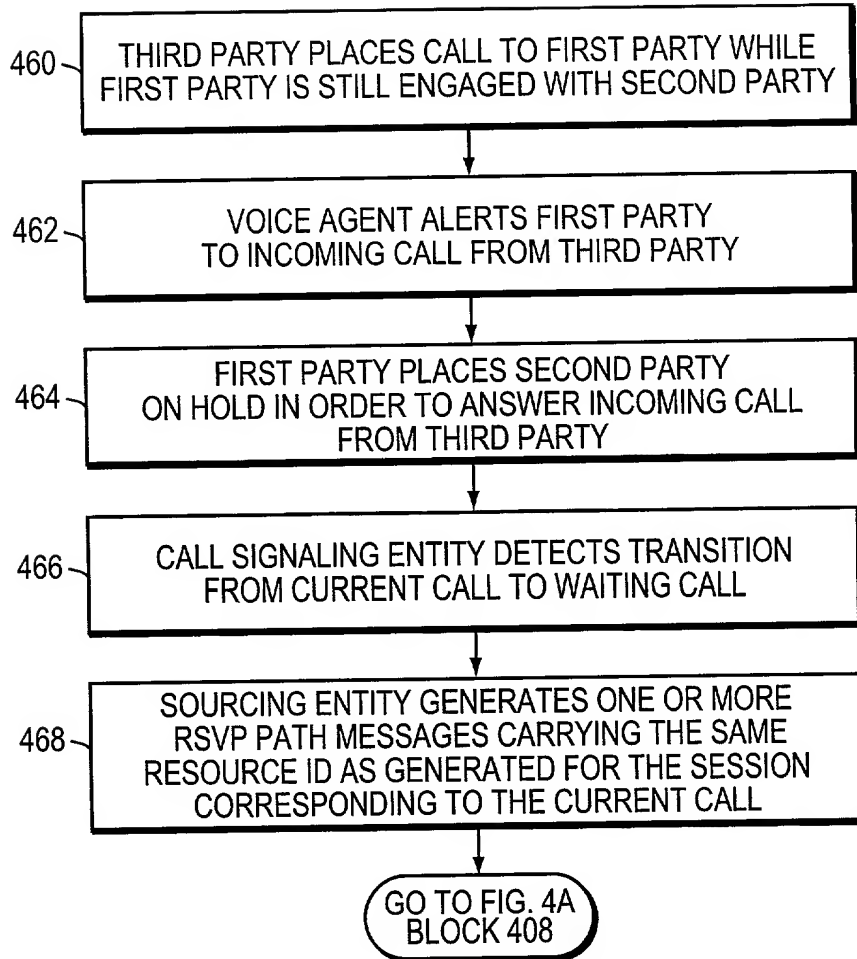 460
THIRD PARTY PLACES CALL TO FIRST PARTY WHILE
FIRST PARTY IS STILL ENGAGED WITH SECOND PARTY
462
VOICE AGENT ALERTS FIRST PARTY
TO INCOMING CALL FROM THIRD PARTY
464
FIRST PARTY PLACES SECOND PARTY
ON HOLD IN ORDER TO ANSWER INCOMING CALL
FROM THIRD PARTY
466
CALL SIGNALING ENTITY DETECTS TRANSITION
FROM CURRENT CALL TO WAITING CALL
468
SOURCING ENTITY GENERATES ONE OR MORE
RSVP PATH MESSAGES CARRYING THE SAME
RESOURCE ID AS GENERATED FOR THE SESSION
CORRESPONDING TO THE CURRENT CALL
GO TO FIG. 4A
BLOCK 408